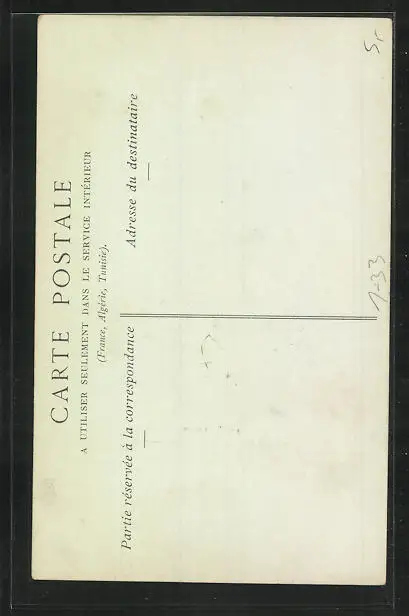 CARTE POSTALE
A UTILISER SEULEMENT DANS LE SERVICE INTÉRIEUR
(France, Algérie, Tunisie).
Partie réservée à la correspondance
Adresse du destinataire
1-33